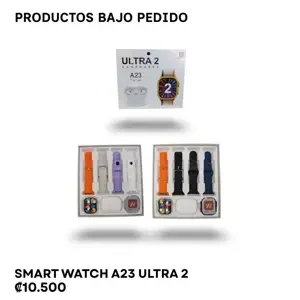 PRODUCTOS BAJO PEDIDO
ULTRA 2
A23
2
SMART WATCH A23 ULTRA 2
₡10.500